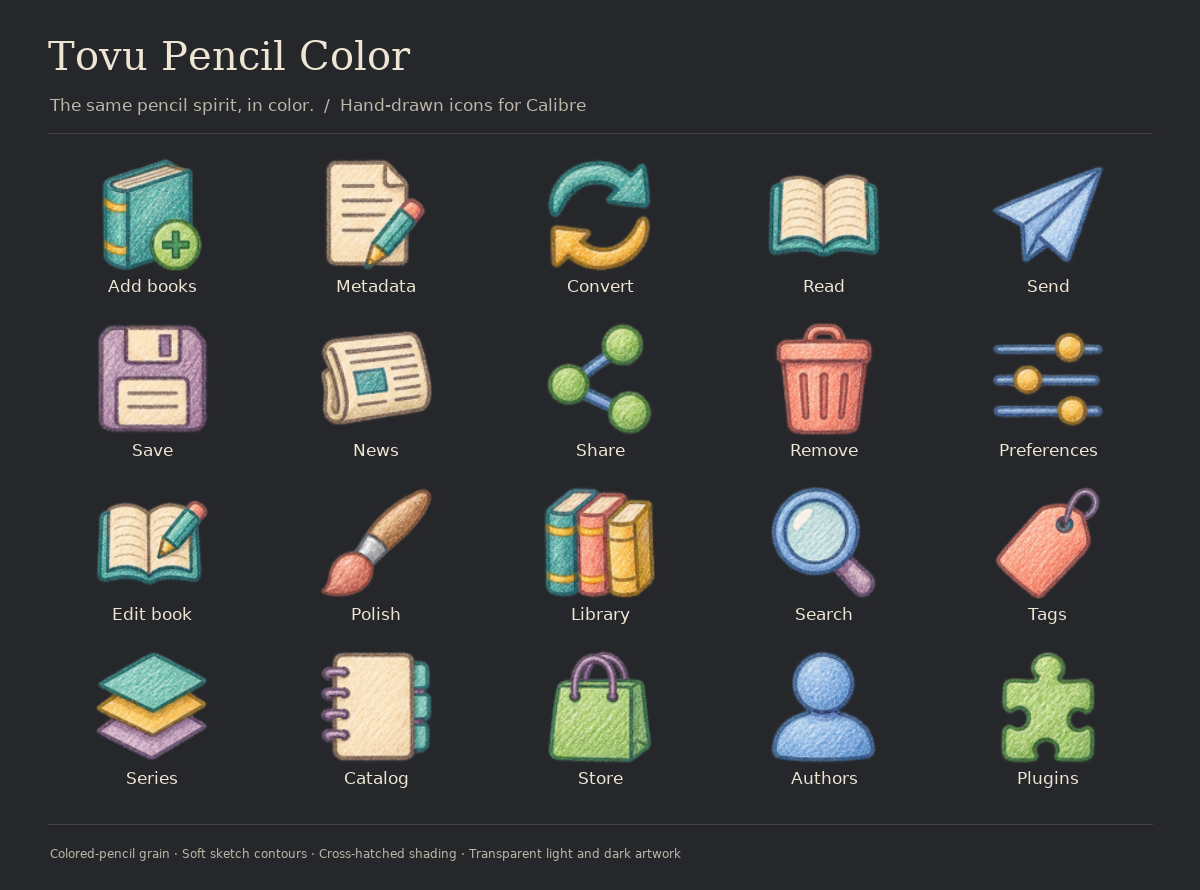 Tovu Pencil Color
The same pencil spirit, in color.  /  Hand-drawn icons for Calibre
Add books
Metadata
Convert
Read
Send
Save
News
Share
Remove
Preferences
Edit book
Polish
Library
Search
Tags
Series
Catalog
Store
Authors
Plugins
Colored-pencil grain · Soft sketch contours · Cross-hatched shading · Transparent light and dark artwork